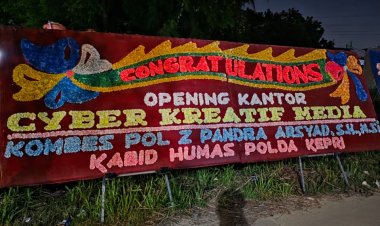 CONGRATULATIONS
OPENING KANTOR
CYBER KREATIF MEDIA
KOMBES POL Z PANDRA ARSYAD, S.H, M.Si
KABID HUMAS POLDA KEPRI